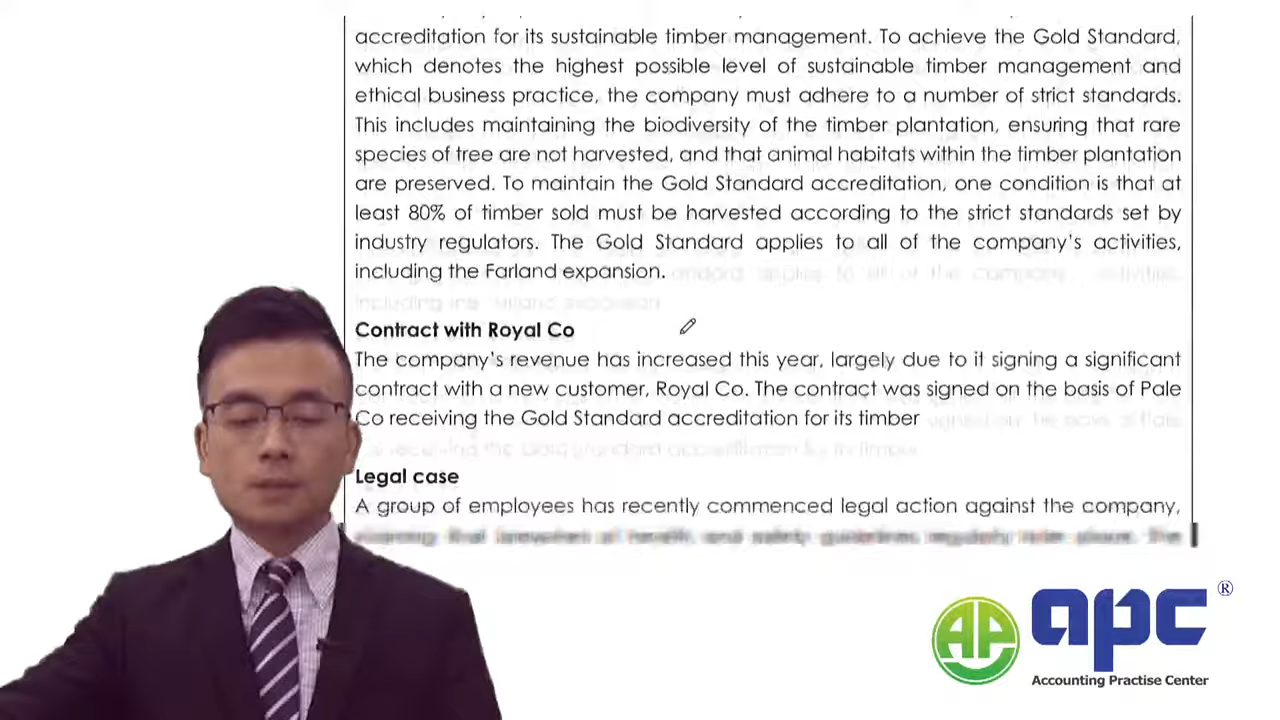 accreditation for its sustainable timber management. To achieve the Gold Standard,
which denotes the highest possible level of sustainable timber management and
ethical business practice, the company must adhere to a number of strict standards.
This includes maintaining the biodiversity of the timber plantation, ensuring that rare
species of tree are not harvested, and that animal habitats within the timber plantation
are preserved. To maintain the Gold Standard accreditation, one condition is that at
least 80% of timber sold must be harvested according to the strict standards set by
industry regulators. The Gold Standard applies to all of the company's activities,
including the Farland expansion.
Contract with Royal Co
The company's revenue has increased this year, largely due to it signing a significant
contract with a new customer, Royal Co. The contract was signed on the basis of Pale
Co receiving the Gold Standard accreditation for its timber
Legal case
A group of employees has recently commenced legal action against the company,
AP
apc®
Accounting Practise Center